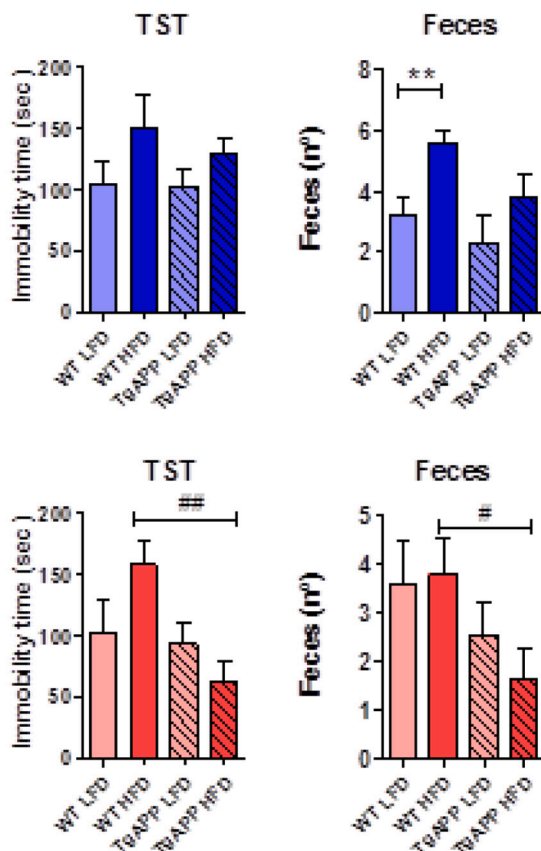 TST
Immobility time (sec)
200
150
100
50
0
WT LFD
WT HFD
TgAPP LFD
TgAPP HFD
Feces
Feces (nº)
8
6
4
2
0
**
WT LFD
WT HFD
TgAPP LFD
TgAPP HFD
TST
##
Immobility time (sec)
200
150
100
50
0
WT LFD
WT HFD
TgAPP LFD
TgAPP HFD
Feces
#
Feces (nº)
5
4
3
2
1
0
WT LFD
WT HFD
TgAPP LFD
TgAPP HFD